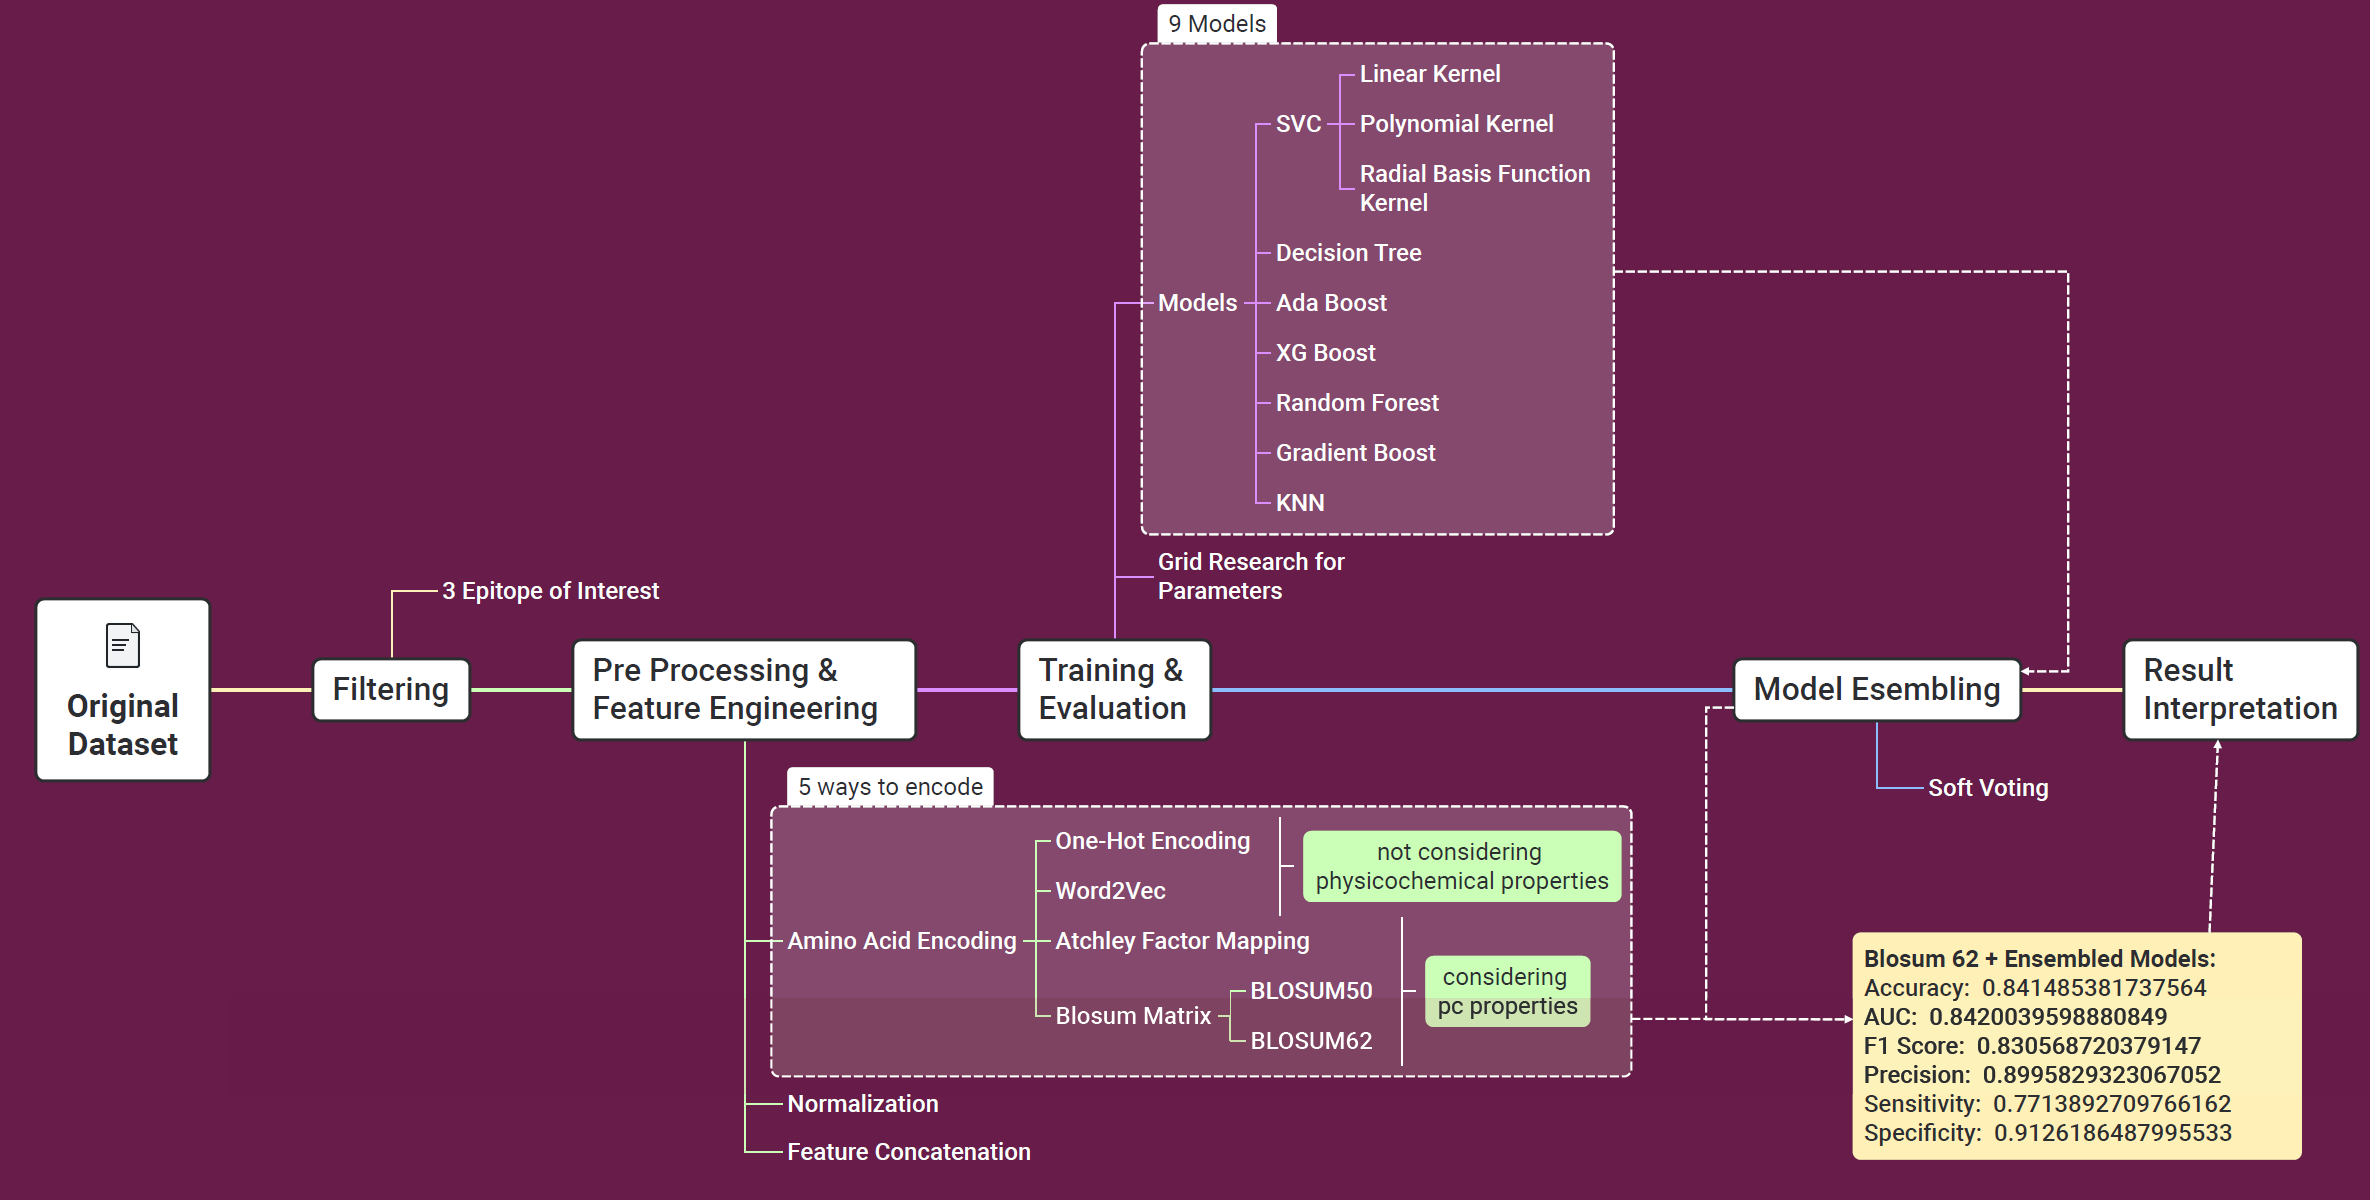 9 Models
Linear Kernel
SVC
Polynomial Kernel
Radial Basis Function
Kernel
Decision Tree
Models
Ada Boost
XG Boost
Random Forest
Gradient Boost
KNN
Grid Research for
Parameters
3 Epitope of Interest
Original
Dataset
Filtering
Pre Processing &
Feature Engineering
Training &
Evaluation
Model Esembling
Result
Interpretation
Soft Voting
5 ways to encode
One-Hot Encoding
Word2Vec
not considering
physicochemical properties
Amino Acid Encoding
Atchley Factor Mapping
Blosum Matrix
BLOSUM50
BLOSUM62
considering
pc properties
Normalization
Feature Concatenation
Blosum 62 + Ensembled Models:
Accuracy: 0.841485381737564
AUC: 0.8420039598880849
F1 Score: 0.830568720379147
Precision: 0.8995829323067052
Sensitivity: 0.7713892709766162
Specificity: 0.9126186487995533